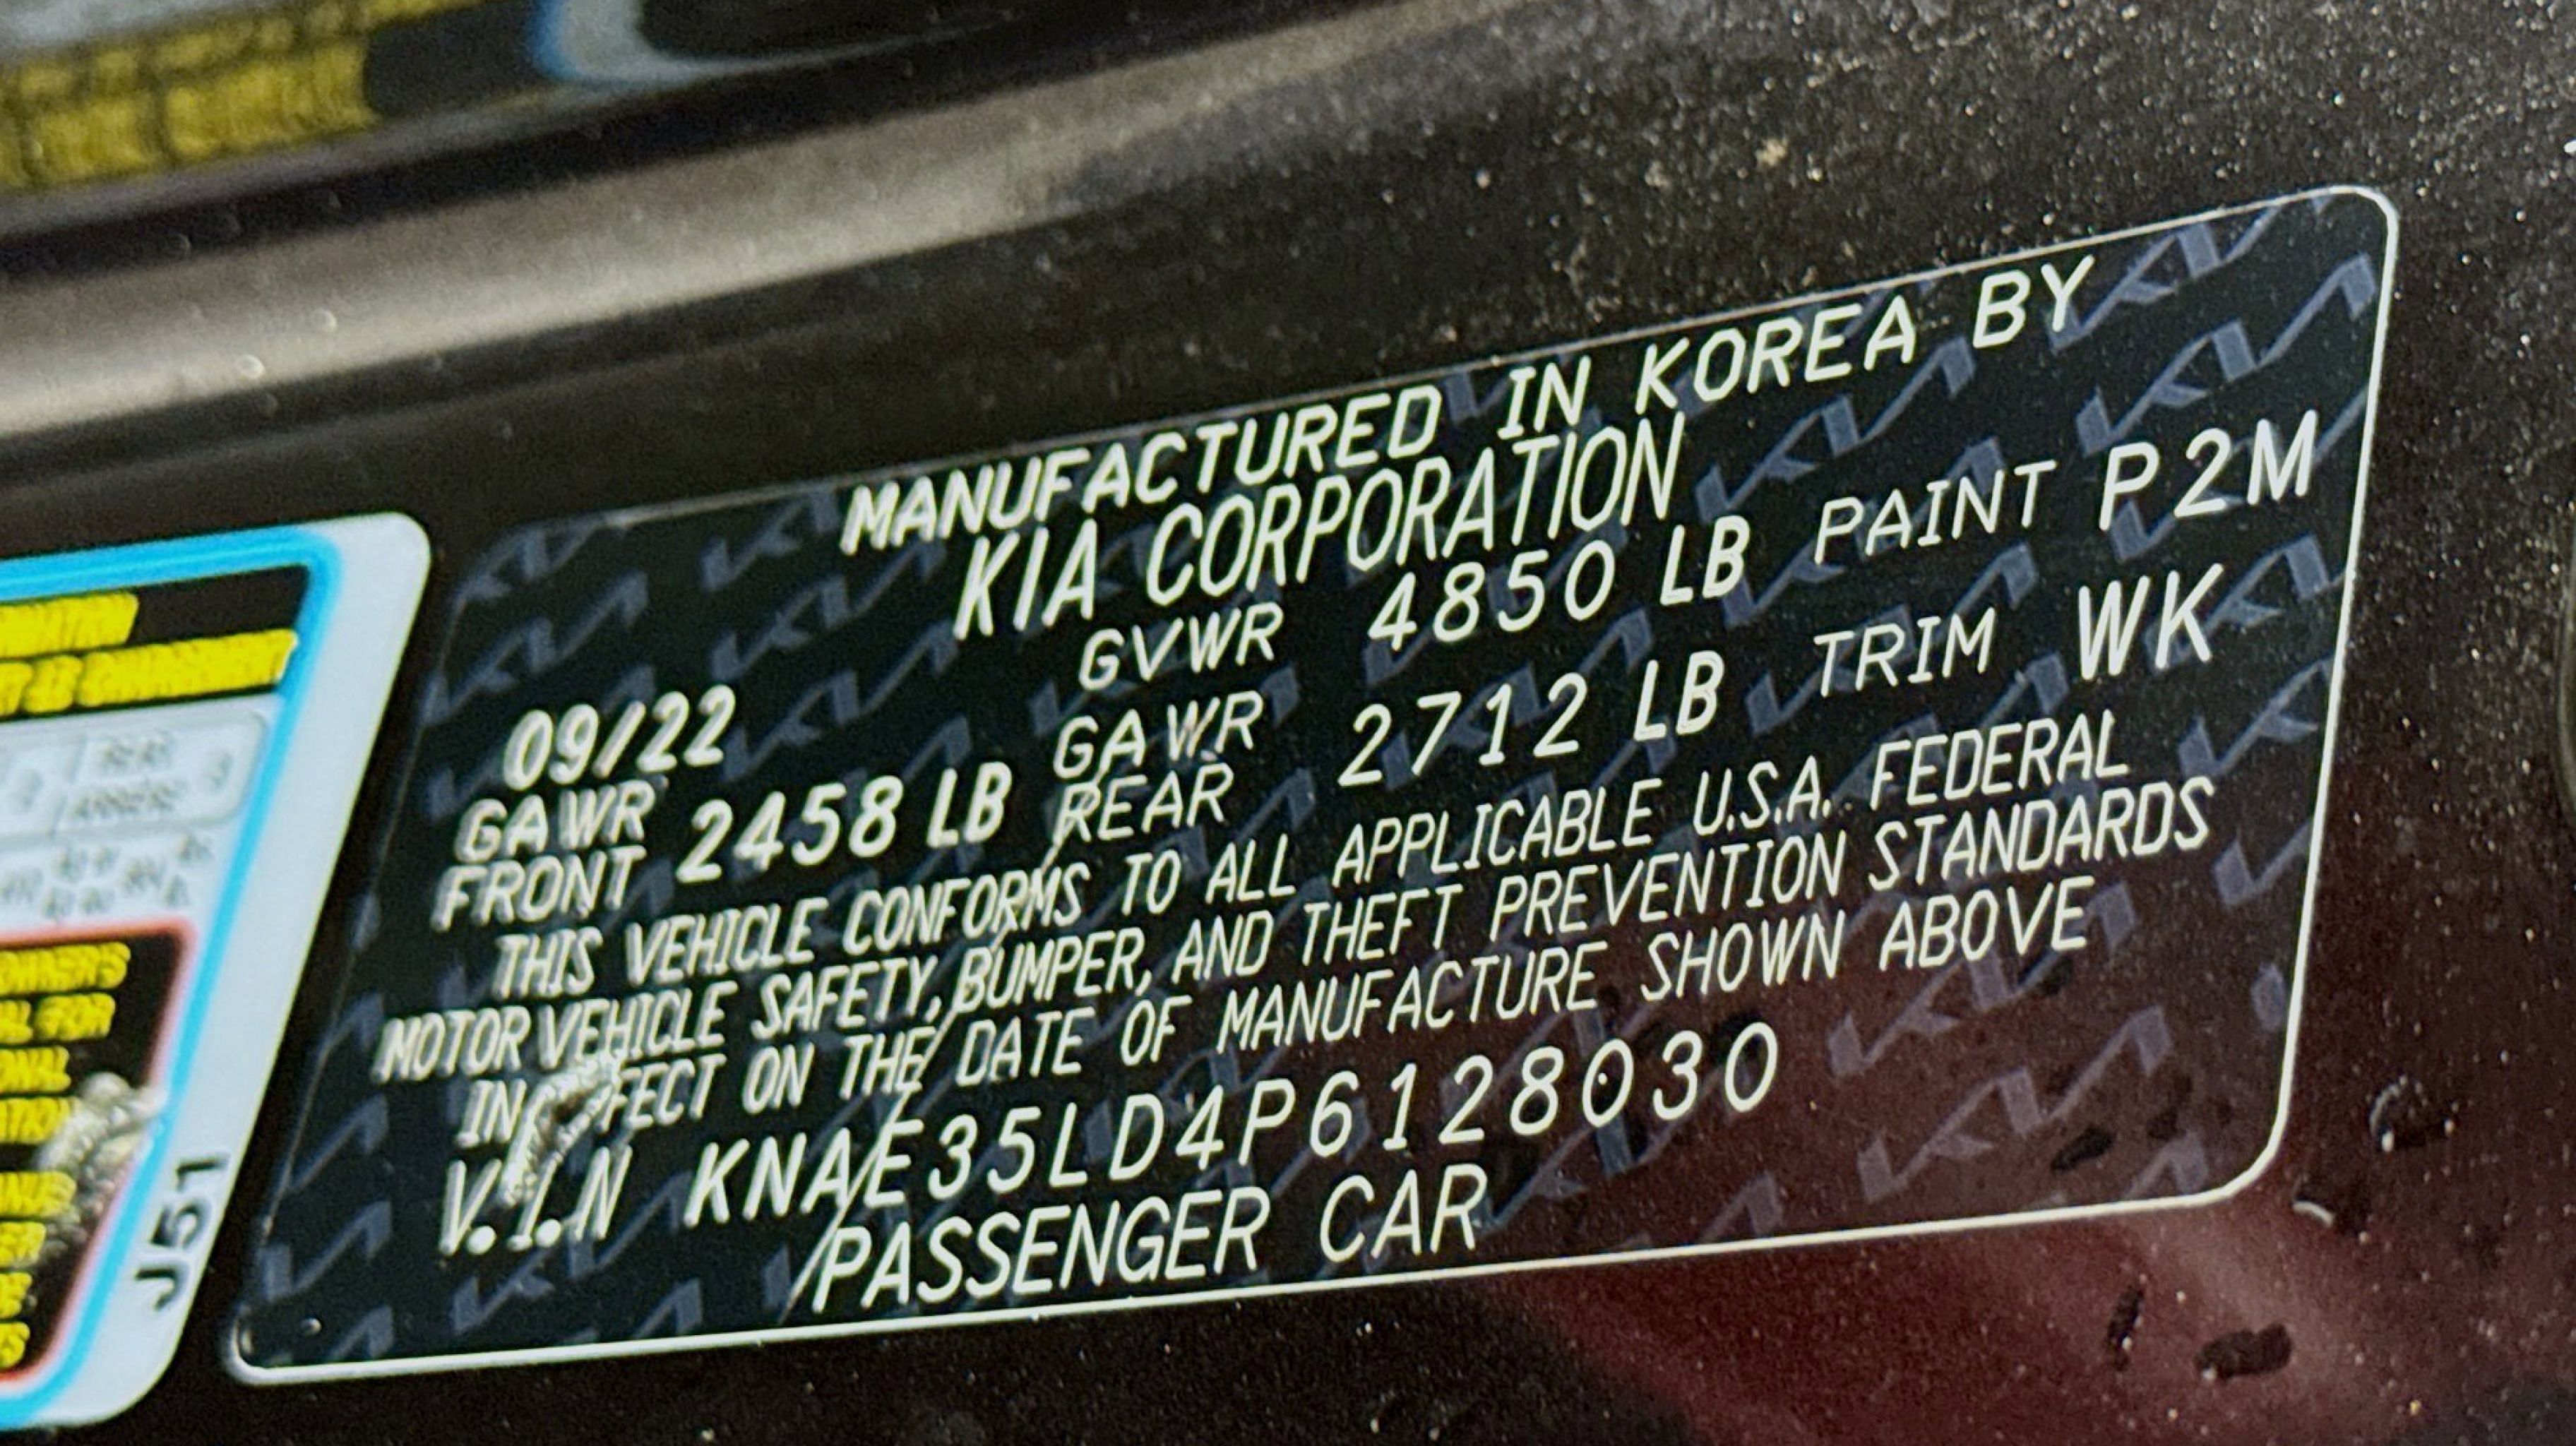 MANUFACTURED IN KOREA BY
KIA CORPORATION
09/22 GVWR 4850 LB PAINT P2M
GAWR FRONT 2458 LB GAWR REAR 2712 LB TRIM WK
THIS VEHICLE CONFORMS TO ALL APPLICABLE U.S.A. FEDERAL
MOTOR VEHICLE SAFETY, BUMPER, AND THEFT PREVENTION STANDARDS
IN EFFECT ON THE DATE OF MANUFACTURE SHOWN ABOVE
V.I.N KNAE35LD4P6128030
PASSENGER CAR
J51